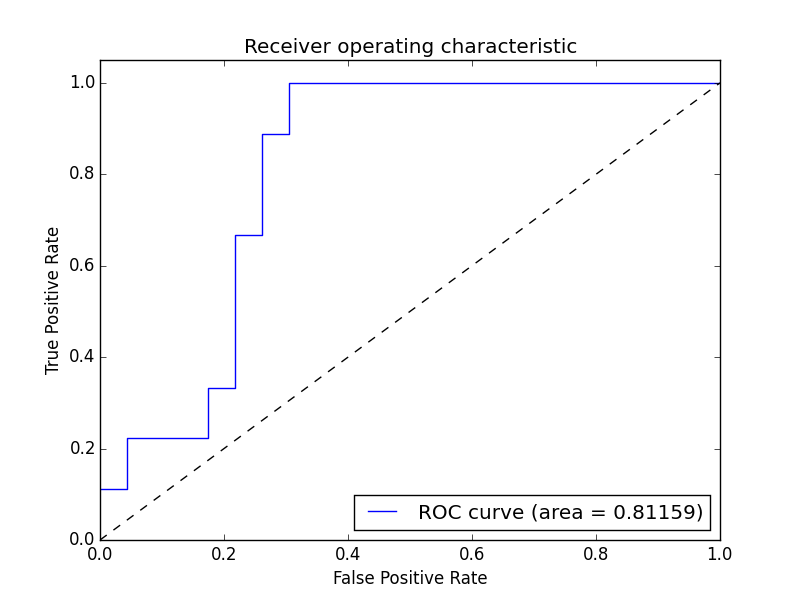 Receiver operating characteristic
1.0
0.8
0.6
0.4
0.2
0.0
True Positive Rate
ROC curve (area = 0.81159)
0.0 0.2 0.4 0.6 0.8 1.0
False Positive Rate